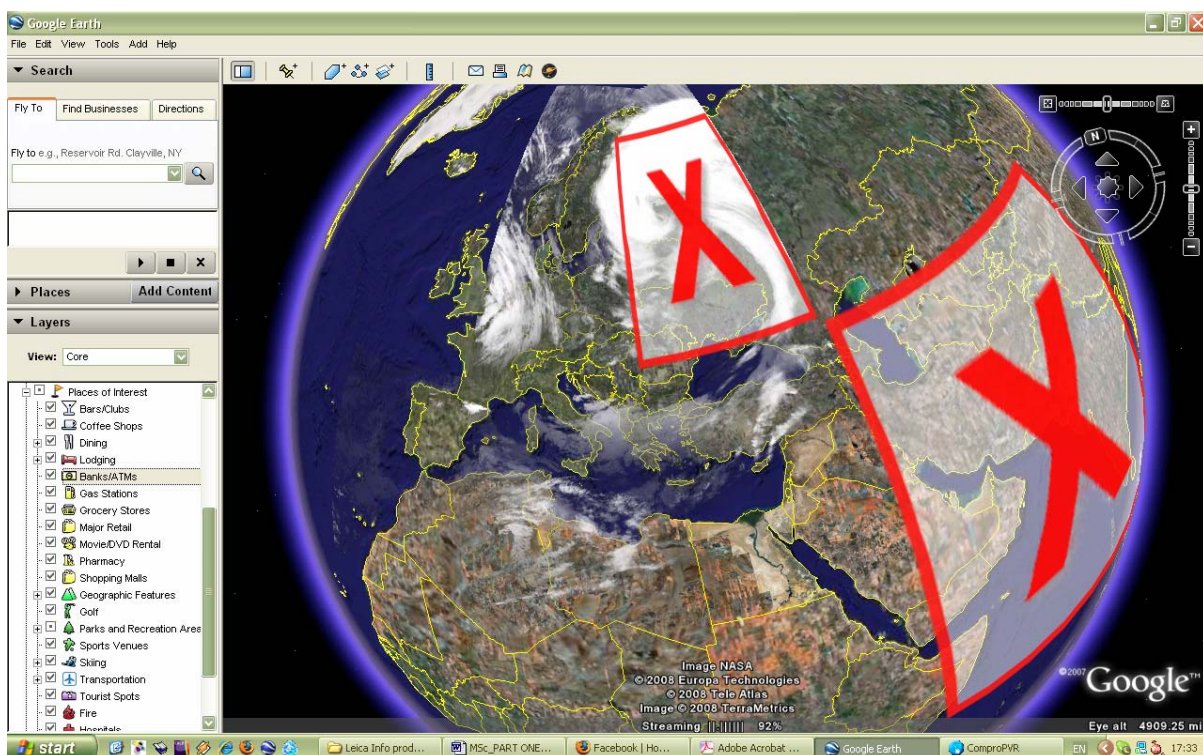 Google Earth
File Edit View Tools Add Help
Search
Fly To Find Businesses Directions
Fly to e.g., Reservoir Rd. Clayville, NY
Places Add Content
Layers
View: Core
Places of Interest
Bars/Clubs
Coffee Shops
Dining
Lodging
Banks/ATMs
Gas Stations
Grocery Stores
Major Retail
Movie/DVD Rental
Pharmacy
Shopping Malls
Geographic Features
Golf
Parks and Recreation Area
Sports Venues
Skiing
Transportation
Tourist Spots
Fire
Hospitals
N
X
X
Image NASA
© 2008 Europa Technologies
© 2008 Tele Atlas
Image © 2008 TerraMetrics
Streaming ||||||| 92%
©2007 Google™
Eye alt 4909.25 mi
start Leica Info prod... MSc_PART ONE... Facebook | Ho... Adobe Acrobat ... Google Earth ComproPVR EN 17:33